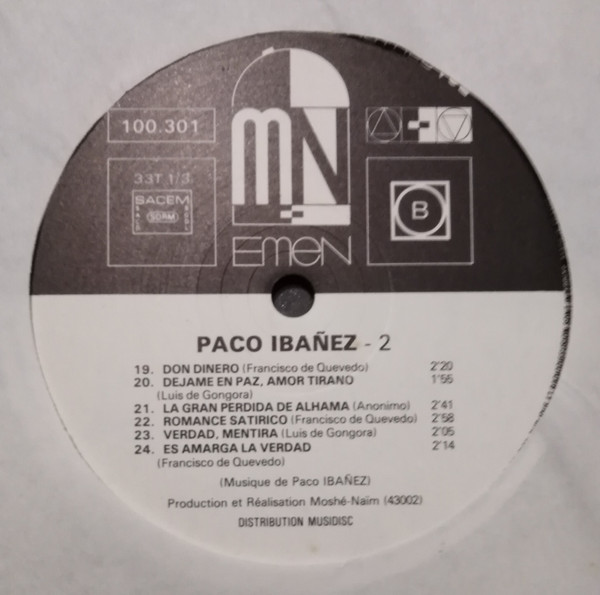 MN
100.301
33T 1/3
SACEM
SDRM
EMEN
B
PACO IBAÑEZ - 2
19. DON DINERO (Francisco de Quevedo) 2'20
20. DEJAME EN PAZ, AMOR TIRANO 1'55
(Luis de Gongora)
21. LA GRAN PERDIDA DE ALHAMA (Anonimo) 2'41
22. ROMANCE SATIRICO (Francisco de Quevedo) 2'58
23. VERDAD, MENTIRA (Luis de Gongora) 2'05
24. ES AMARGA LA VERDAD 2'14
(Francisco de Quevedo)
(Musique de Paco IBAÑEZ)
Production et Réalisation Moshé-Naïm (43002)
DISTRIBUTION MUSIDISC